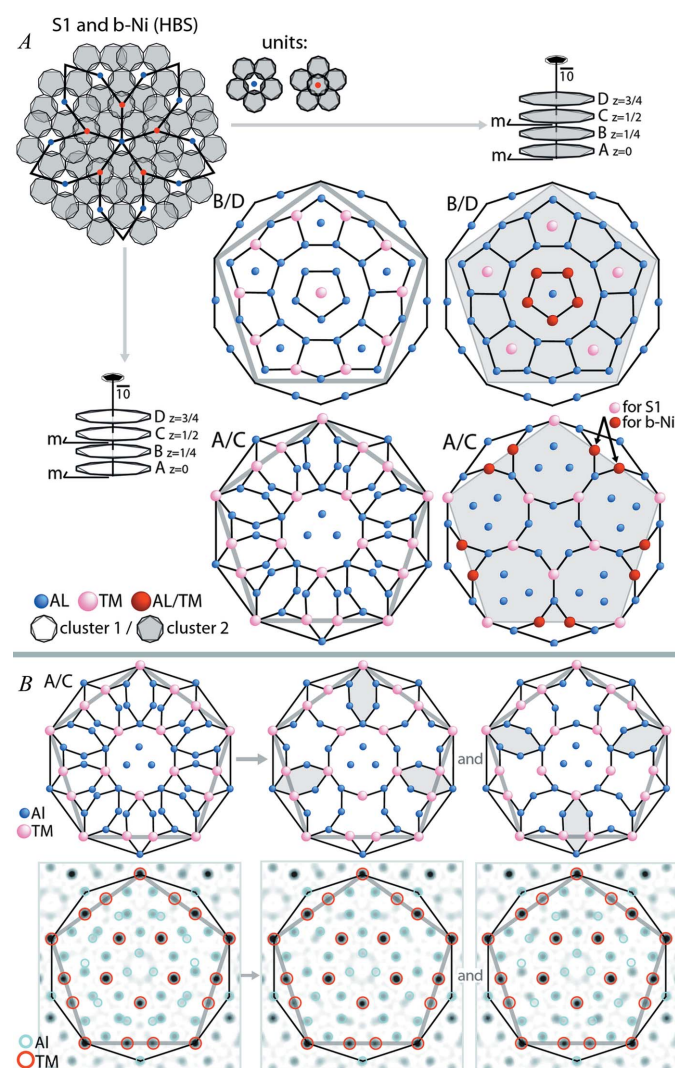 A
S1 and b-Ni (HBS)
units:
10
D z=3/4
C z=1/2
m
B z=1/4
m
A z=0
B/D
B/D
10
D z=3/4
C z=1/2
m
B z=1/4
m
A z=0
A/C
A/C
for S1
for b-Ni
AL TM AL/TM
cluster 1 / cluster 2
B
A/C
and
Al
TM
and
Al
TM